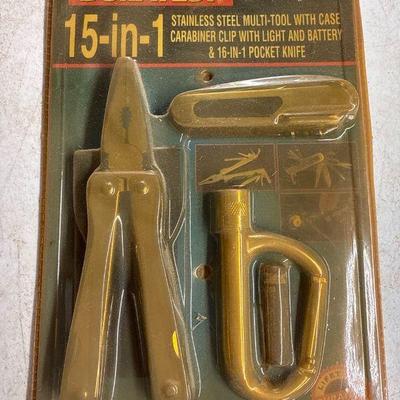 15-in-1
STAINLESS STEEL MULTI-TOOL WITH CASE
CARABINER CLIP WITH LIGHT AND BATTERY
& 16-IN-1 POCKET KNIFE